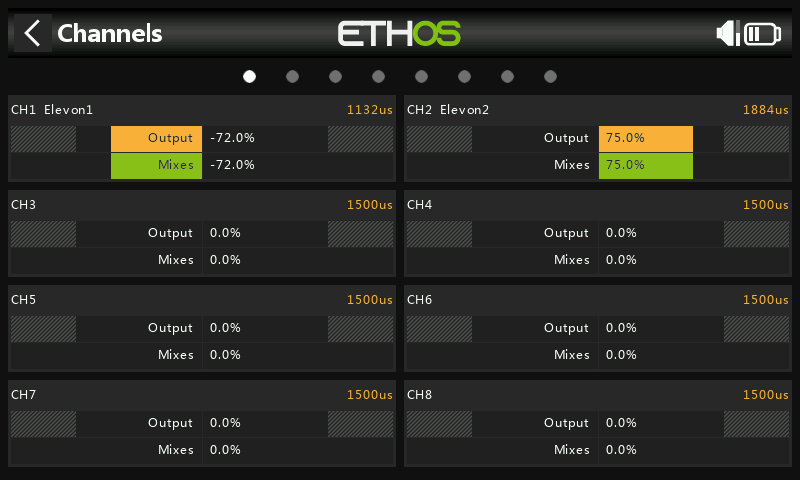 Channels
ETHOS
CH1 Elevon1 1132us
Output -72.0%
Mixes -72.0%
CH2 Elevon2 1884us
Output 75.0%
Mixes 75.0%
CH3 1500us
Output 0.0%
Mixes 0.0%
CH4 1500us
Output 0.0%
Mixes 0.0%
CH5 1500us
Output 0.0%
Mixes 0.0%
CH6 1500us
Output 0.0%
Mixes 0.0%
CH7 1500us
Output 0.0%
Mixes 0.0%
CH8 1500us
Output 0.0%
Mixes 0.0%